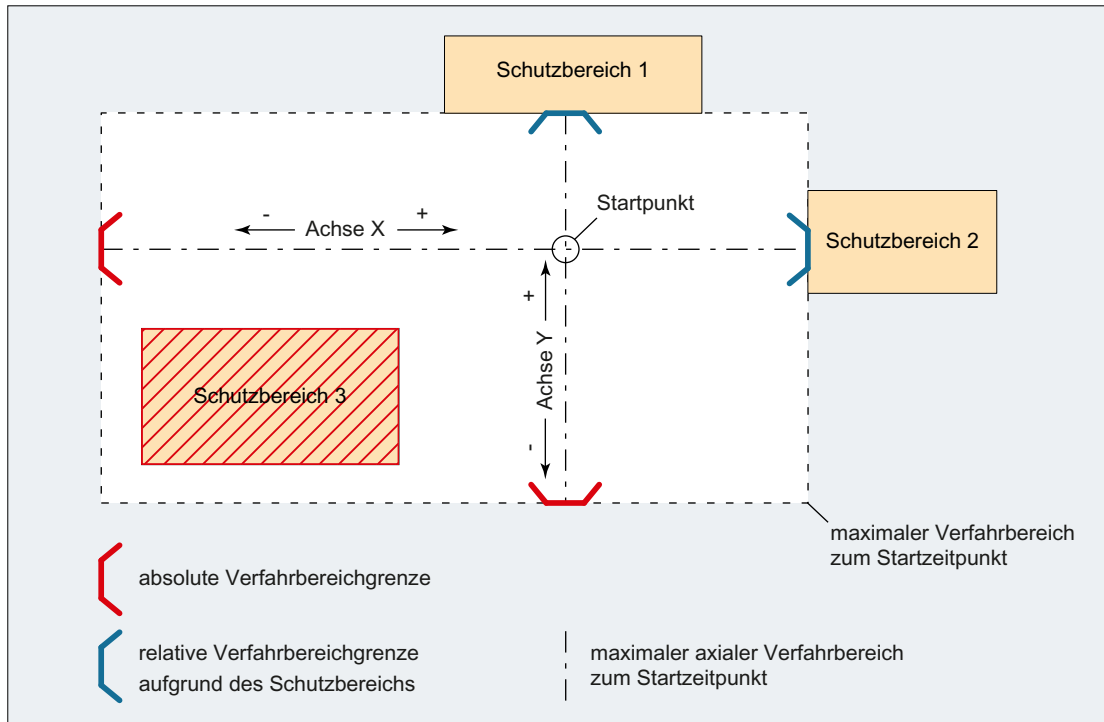 Schutzbereich 1
Startpunkt
- Achse X +
Schutzbereich 2
+
Achse Y
-
Schutzbereich 3
maximaler Verfahrbereich
zum Startzeitpunkt
absolute Verfahrbereichgrenze
relative Verfahrbereichgrenze
aufgrund des Schutzbereichs
maximaler axialer Verfahrbereich
zum Startzeitpunkt